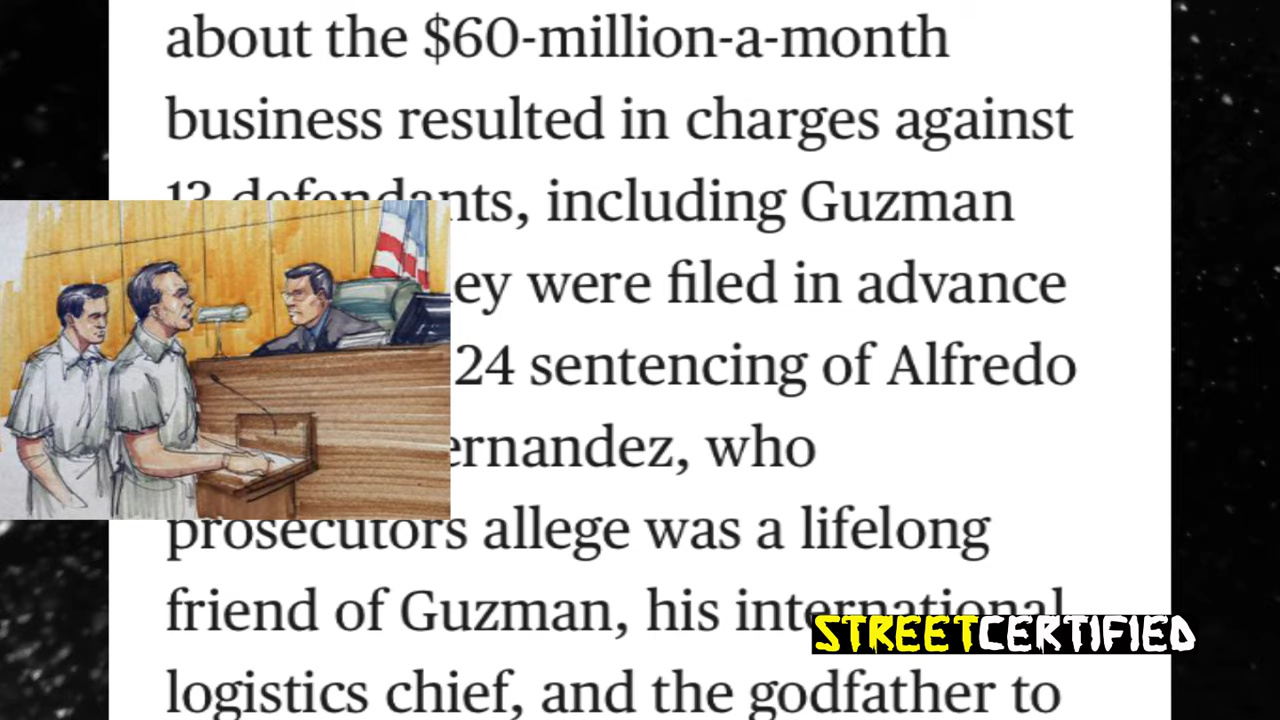 about the $60-million-a-month
business resulted in charges against
13 defendants, including Guzman
ey were filed in advance
24 sentencing of Alfredo
ernandez, who
prosecutors allege was a lifelong
friend of Guzman, his international
STREETCERTIFIED
logistics chief, and the godfather to